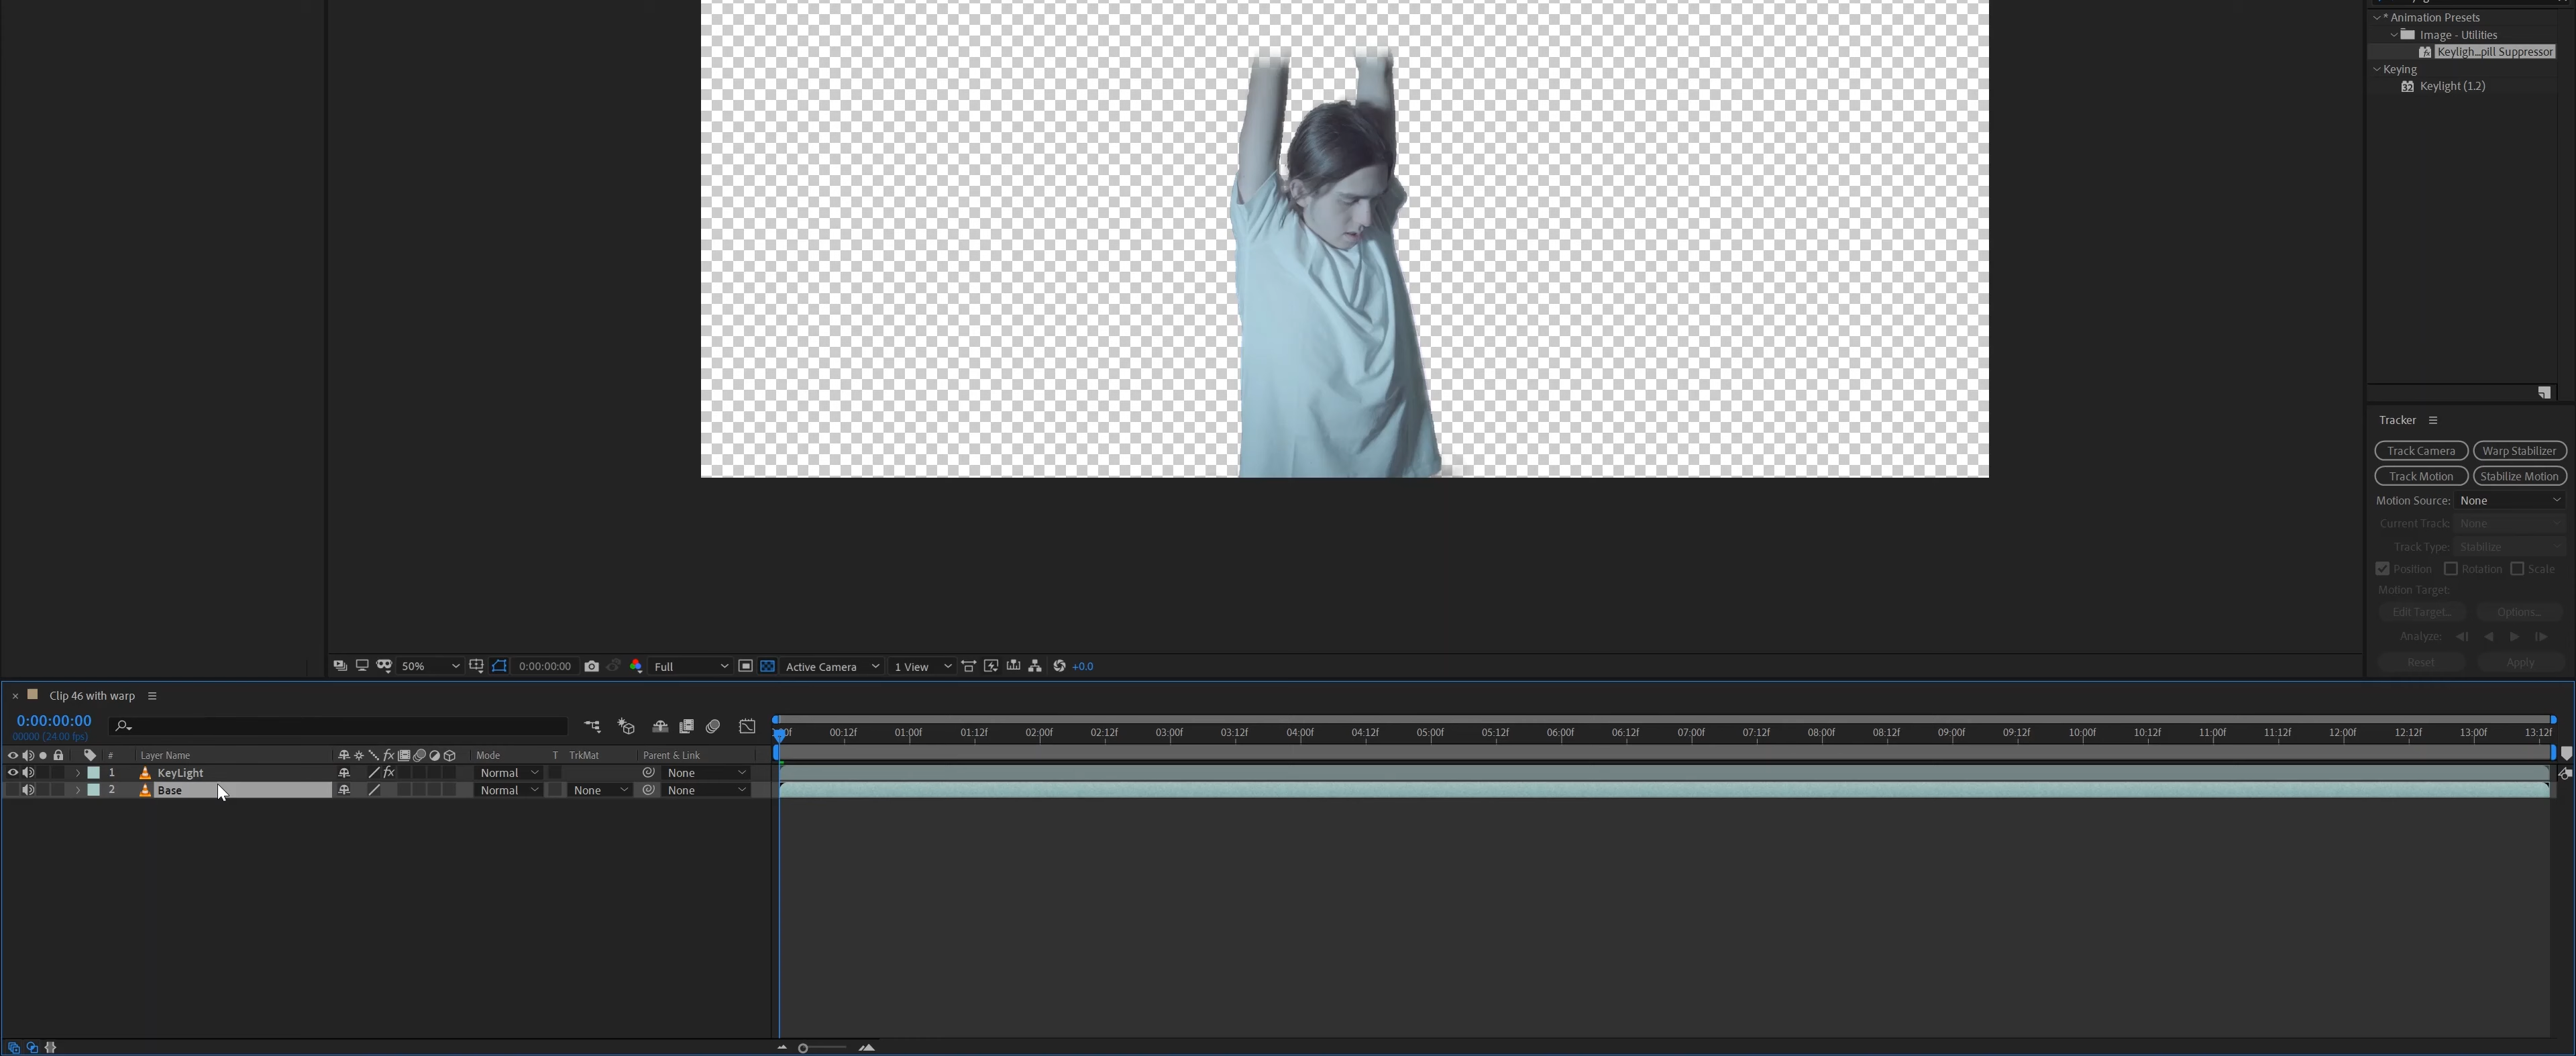 * Animation Presets
Image - Utilities
Keyligh...pill Suppressor
Keying
32 Keylight (1.2)
Tracker
Track Camera Warp Stabilizer
Track Motion Stabilize Motion
Motion Source: None
Current Track: None
Track Type: Stabilize
Position Rotation Scale
Motion Target:
Edit Target... Options...
Analyze:
Reset Apply
50% 0:00:00:00 Full Active Camera 1 View +0.0
Clip 46 with warp
0:00:00:00
00000 (24.00 fps)
00:12f 01:00f 01:12f 02:00f 02:12f 03:00f 03:12f 04:00f 04:12f 05:00f 05:12f 06:00f 06:12f 07:00f 07:12f 08:00f 08:12f 09:00f 09:12f 10:00f 10:12f 11:00f 11:12f 12:00f 12:12f 13:00f 13:12f
# Layer Name fx Mode T TrkMat Parent & Link
1 KeyLight fx Normal None
2 Base Normal None None